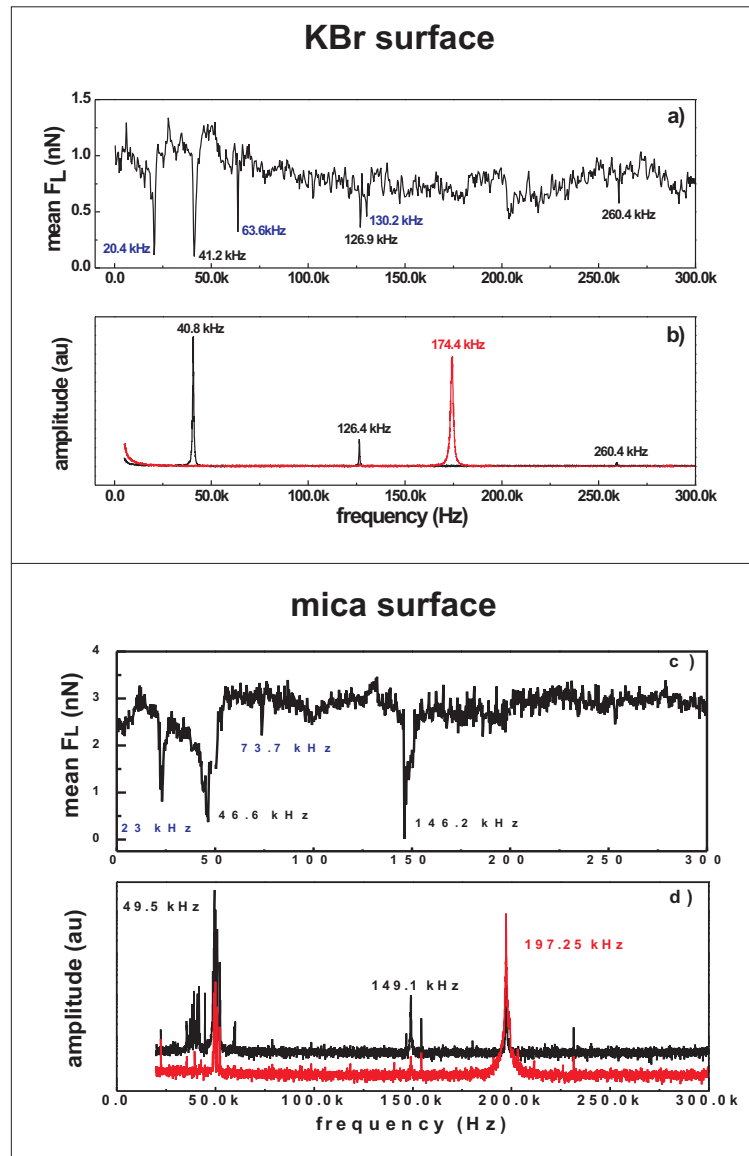 KBr surface
a)
mean FL (nN)
1.5
1.0
0.5
0.0
20.4 kHz
41.2 kHz
63.6kHz
126.9 kHz
130.2 kHz
260.4 kHz
0.0 50.0k 100.0k 150.0k 200.0k 250.0k 300.0k
b)
amplitude (au)
40.8 kHz
126.4 kHz
174.4 kHz
260.4 kHz
0.0 50.0k 100.0k 150.0k 200.0k 250.0k 300.0k
frequency (Hz)
mica surface
c )
mean FL (nN)
4
3
2
1
0
23 kHz
46.6 kHz
73.7 kHz
146.2 kHz
0 50 100 150 200 250 300
d )
amplitude (au)
49.5 kHz
149.1 kHz
197.25 kHz
0.0 50.0k 100.0k 150.0k 200.0k 250.0k 300.0k
frequency (Hz)